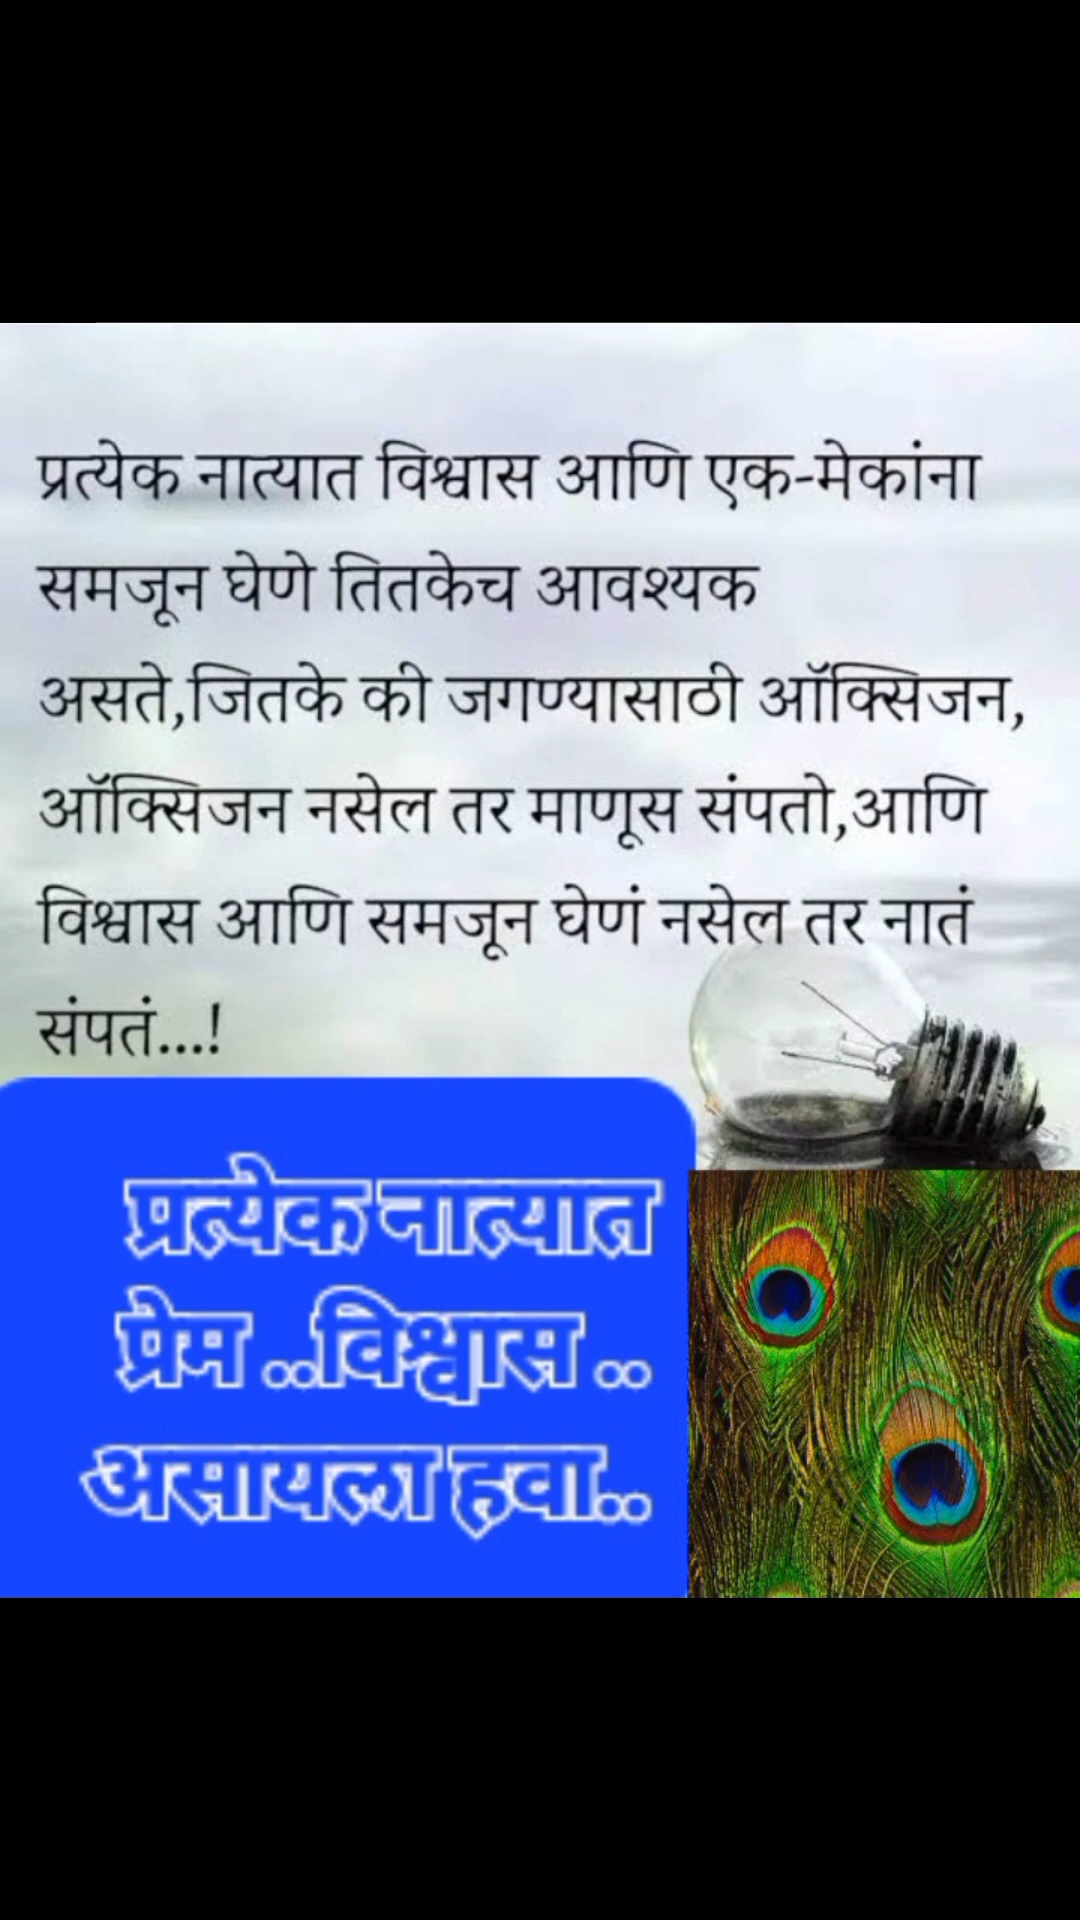 प्रत्येक नात्यात विश्वास आणि एक-मेकांना
समजून घेणे तितकेच आवश्यक
असते,जितके की जगण्यासाठी ऑक्सिजन,
ऑक्सिजन नसेल तर माणूस संपतो,आणि
विश्वास आणि समजून घेणं नसेल तर नातं
संपतं...!
प्रत्येक नात्यात
प्रेम ..विश्वास ..
असायला हवा..